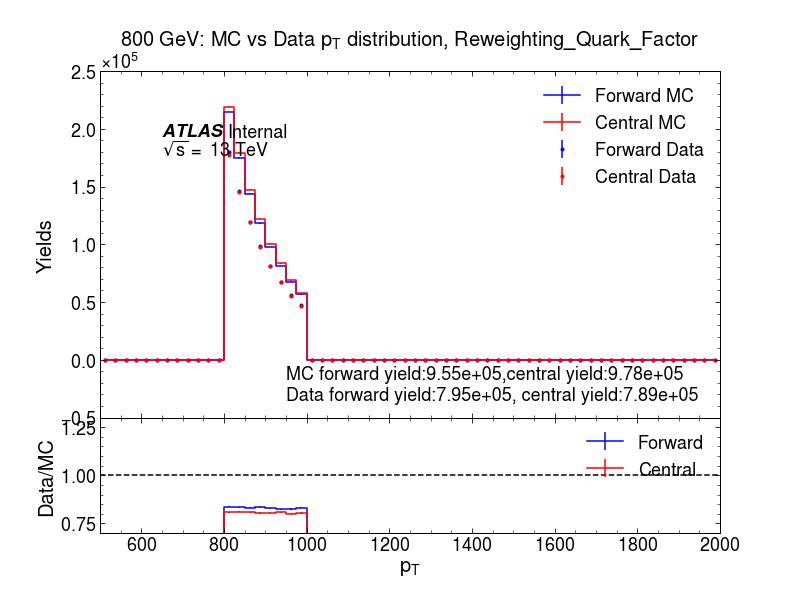 800 GeV: MC vs Data pT distribution, Reweighting_Quark_Factor
×10^5
2.5
2.0
1.5
1.0
0.5
0.0
0.5
Yields
ATLAS Internal
√s = 13 TeV
Forward MC
Central MC
Forward Data
Central Data
MC forward yield:9.55e+05,central yield:9.78e+05
Data forward yield:7.95e+05, central yield:7.89e+05
1.25
1.00
0.75
Data/MC
Forward
Central
600 800 1000 1200 1400 1600 1800 2000
pT